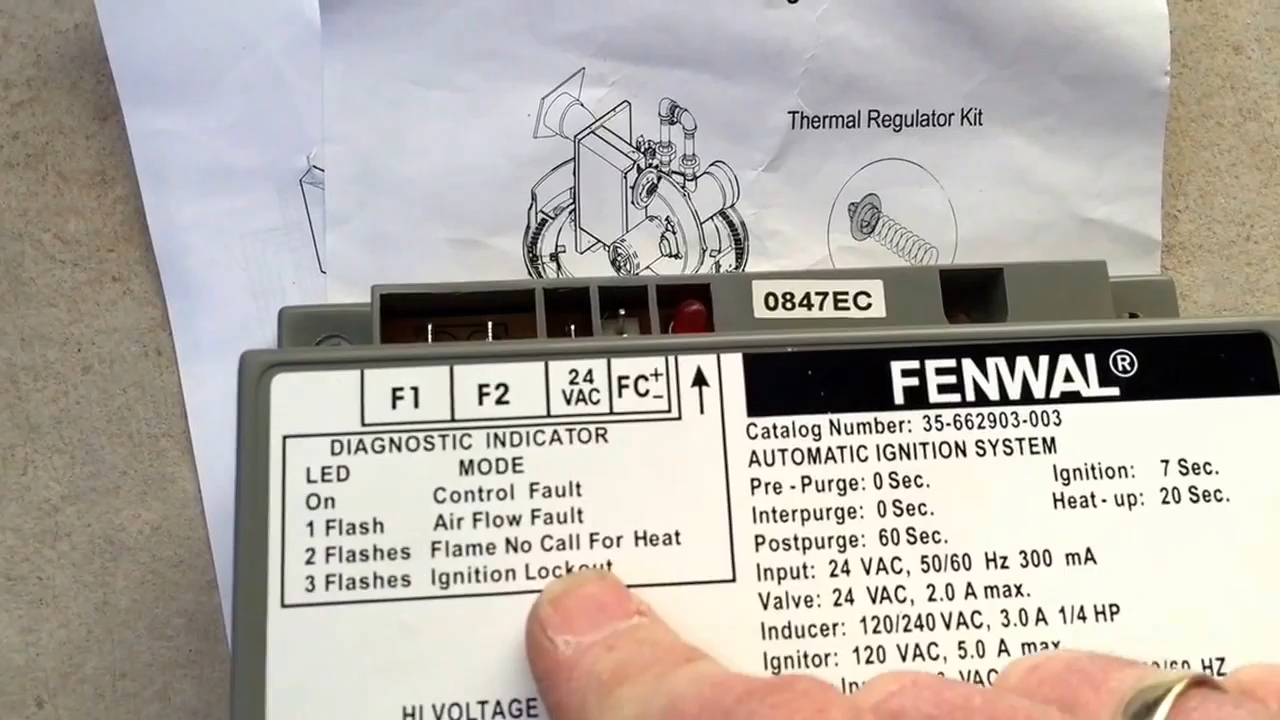 Thermal Regulator Kit
0847EC
F1
F2
24
VAC
FC+
-
FENWAL®
DIAGNOSTIC INDICATOR
LED MODE
On Control Fault
1 Flash Air Flow Fault
2 Flashes Flame No Call For Heat
3 Flashes Ignition Lockout
HI VOLTAGE
Catalog Number: 35-662903-003
AUTOMATIC IGNITION SYSTEM
Pre-Purge: 0 Sec.
Interpurge: 0 Sec.
Postpurge: 60 Sec.
Ignition: 7 Sec.
Heat-up: 20 Sec.
Input: 24 VAC, 50/60 Hz 300 mA
Valve: 24 VAC, 2.0 A max.
Inducer: 120/240 VAC, 3.0 A 1/4 HP
Ignitor: 120 VAC, 5.0 A max
VAC
HZ